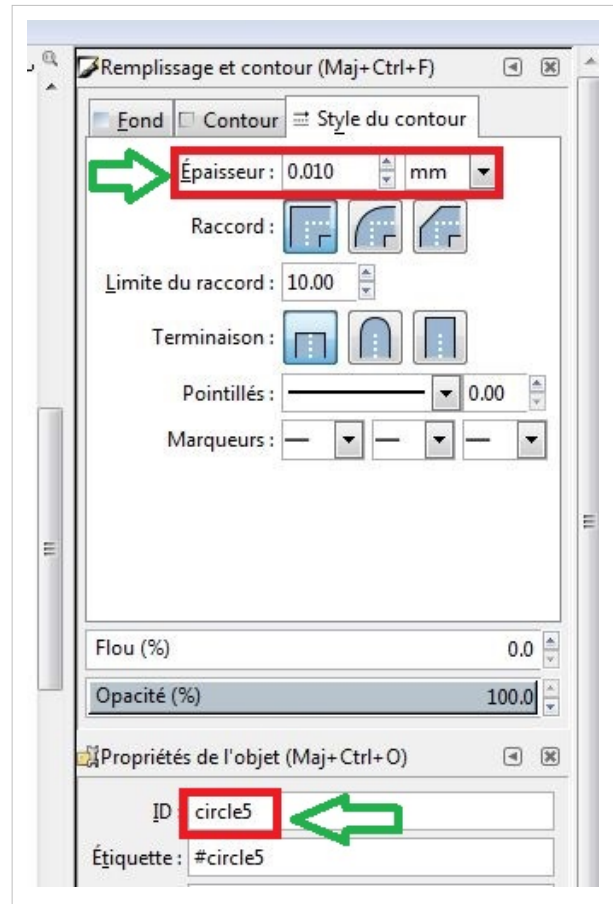 Remplissage et contour (Maj+Ctrl+F)
Fond Contour Style du contour
Épaisseur : 0.010 mm
Raccord :
Limite du raccord : 10.00
Terminaison :
Pointillés : 0.00
Marqueurs :
Flou (%) 0.0
Opacité (%) 100.0
Propriétés de l'objet (Maj+Ctrl+O)
ID : circle5
Étiquette : #circle5